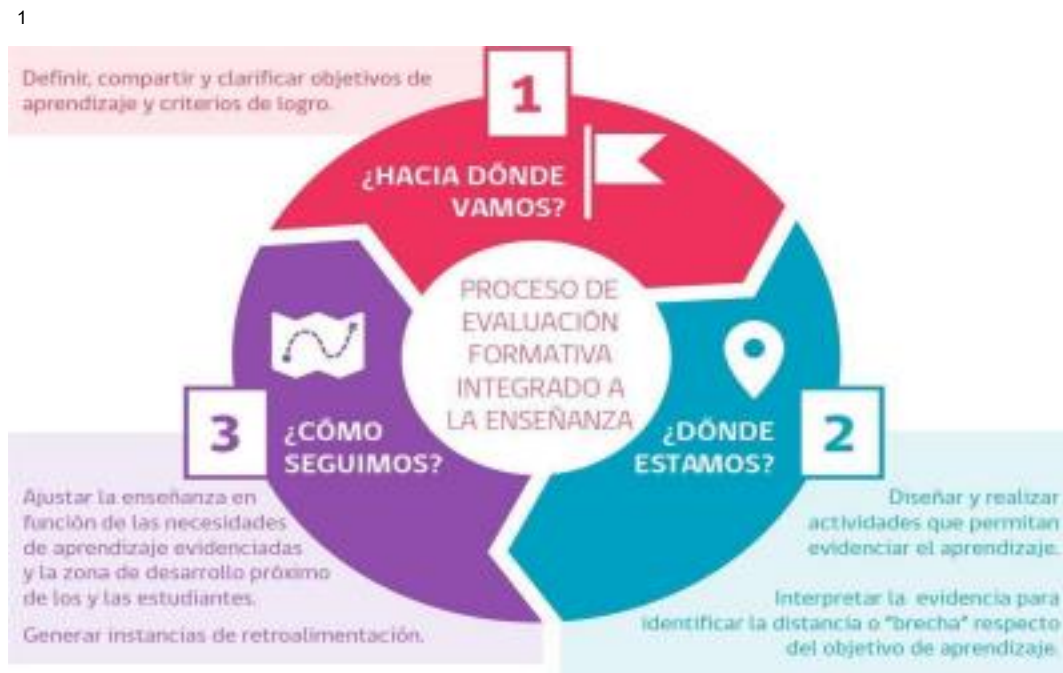 1
Definir, compartir y clarificar objetivos de
aprendizaje y criterios de logro.
1
¿HACIA DÓNDE
VAMOS?
PROCESO DE
EVALUACIÓN
FORMATIVA
INTEGRADO A
LA ENSEÑANZA
¿DÓNDE
ESTAMOS?
2
Diseñar y realizar
actividades que permitan
evidenciar el aprendizaje.
Interpretar la evidencia para
identificar la distancia o "brecha" respecto
del objetivo de aprendizaje.
3
¿CÓMO
SEGUIMOS?
Ajustar la enseñanza en
función de las necesidades
de aprendizaje evidenciadas
y la zona de desarrollo próximo
de los y las estudiantes.
Generar instancias de retroalimentación.